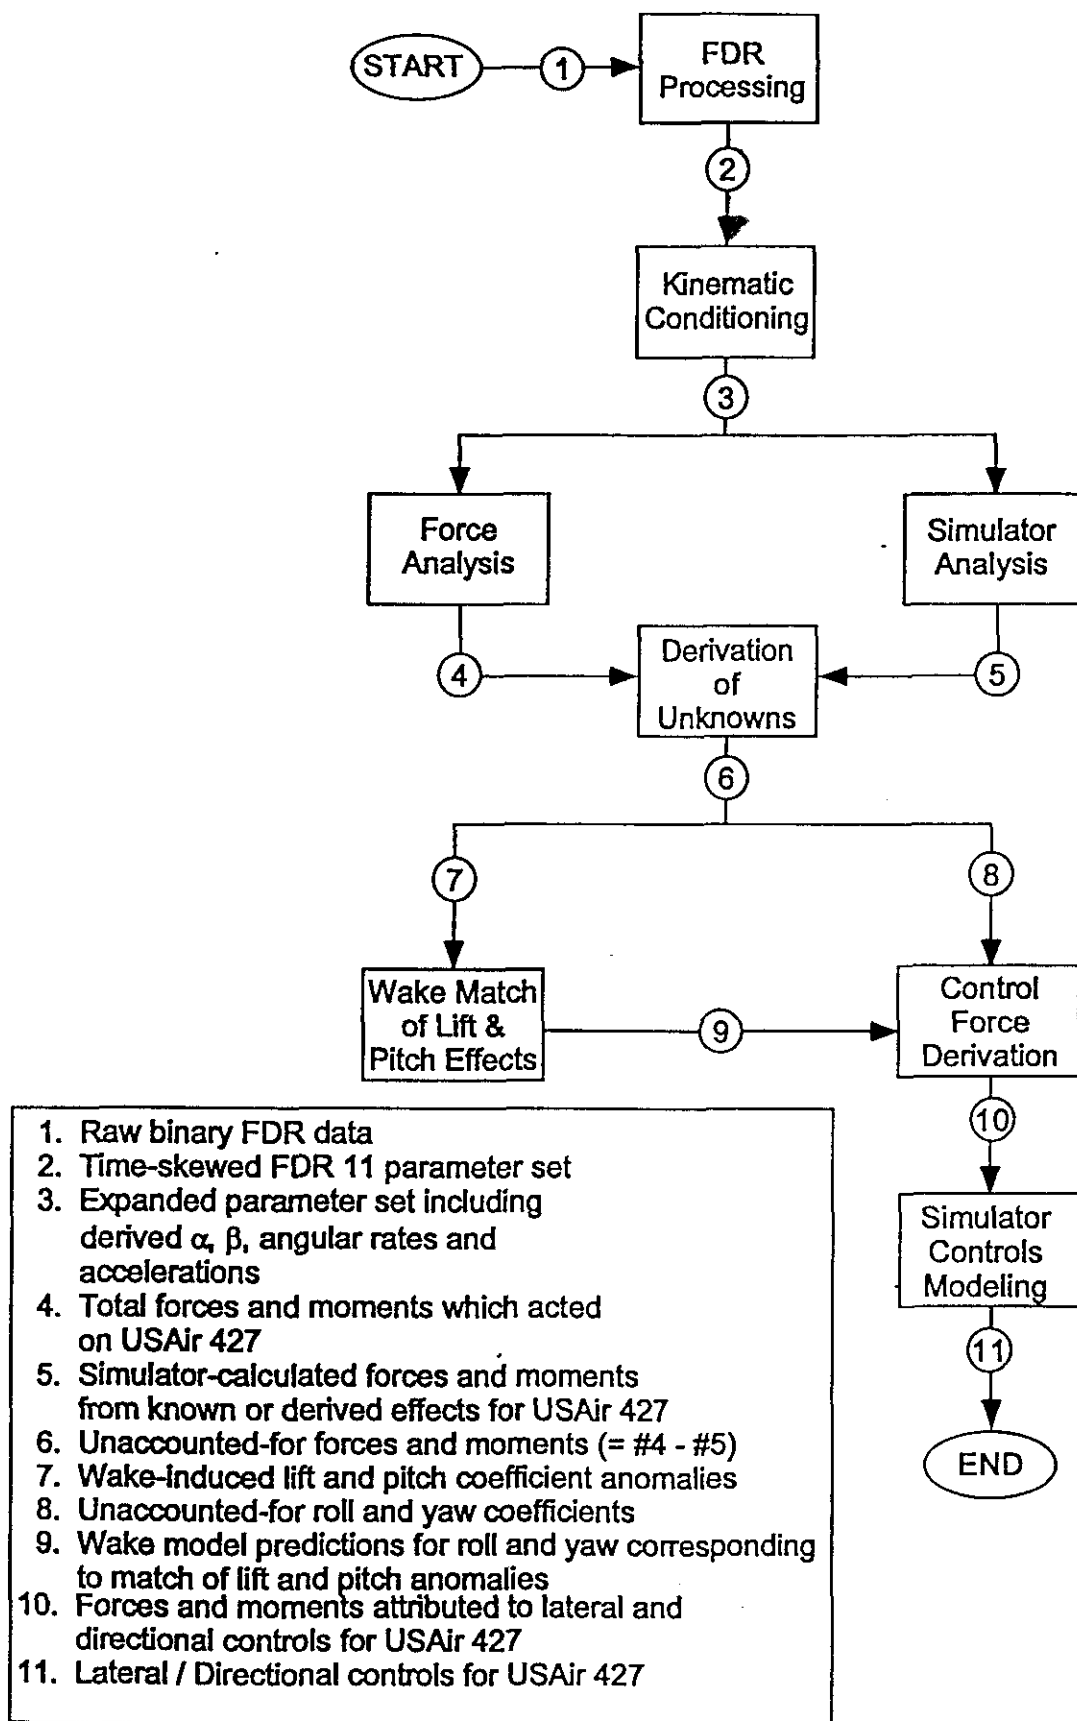 START
1
FDR
Processing
2
Kinematic
Conditioning
3
Force
Analysis
Simulator
Analysis
4
Derivation
of
Unknowns
5
6
7
8
Wake Match
of Lift &
Pitch Effects
9
Control
Force
Derivation
10
Simulator
Controls
Modeling
11
END
1. Raw binary FDR data
2. Time-skewed FDR 11 parameter set
3. Expanded parameter set including
derived α, β, angular rates and
accelerations
4. Total forces and moments which acted
on USAir 427
5. Simulator-calculated forces and moments
from known or derived effects for USAir 427
6. Unaccounted-for forces and moments (= #4 - #5)
7. Wake-induced lift and pitch coefficient anomalies
8. Unaccounted-for roll and yaw coefficients
9. Wake model predictions for roll and yaw corresponding
to match of lift and pitch anomalies
10. Forces and moments attributed to lateral and
directional controls for USAir 427
11. Lateral / Directional controls for USAir 427